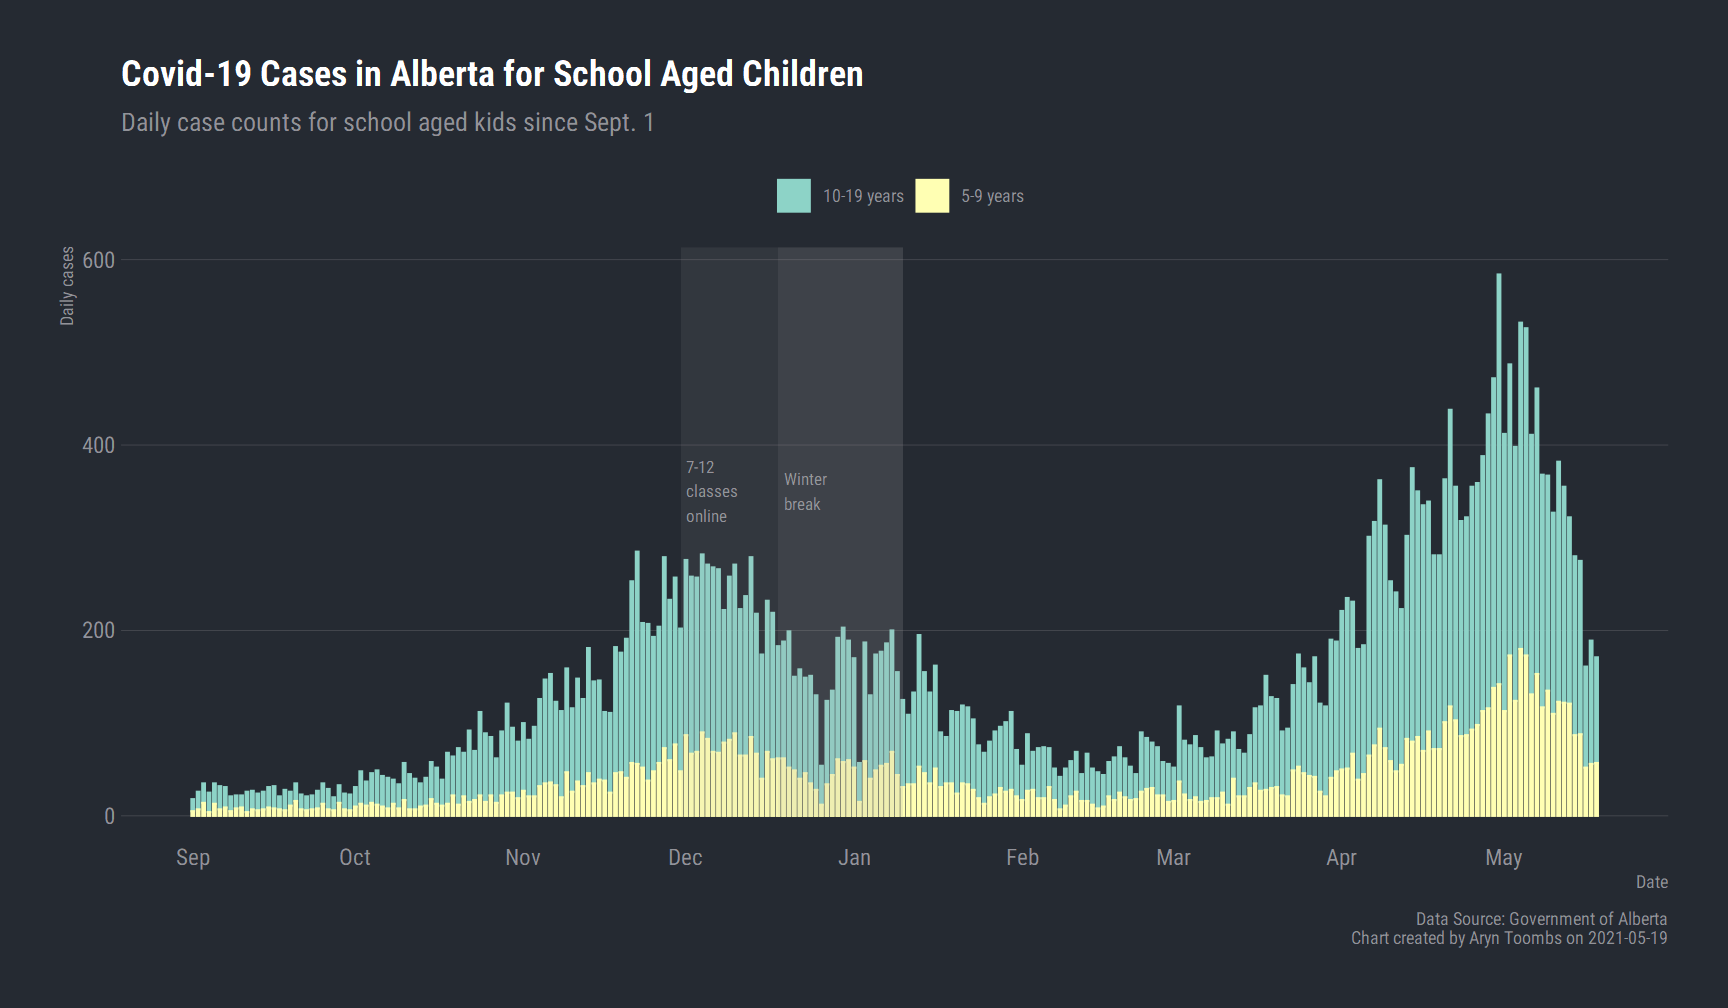 Covid-19 Cases in Alberta for School Aged Children
Daily case counts for school aged kids since Sept. 1
10-19 years
5-9 years
Daily cases
600
400
200
0
7-12
classes
online
Winter
break
Sep
Oct
Nov
Dec
Jan
Feb
Mar
Apr
May
Date
Data Source: Government of Alberta
Chart created by Aryn Toombs on 2021-05-19